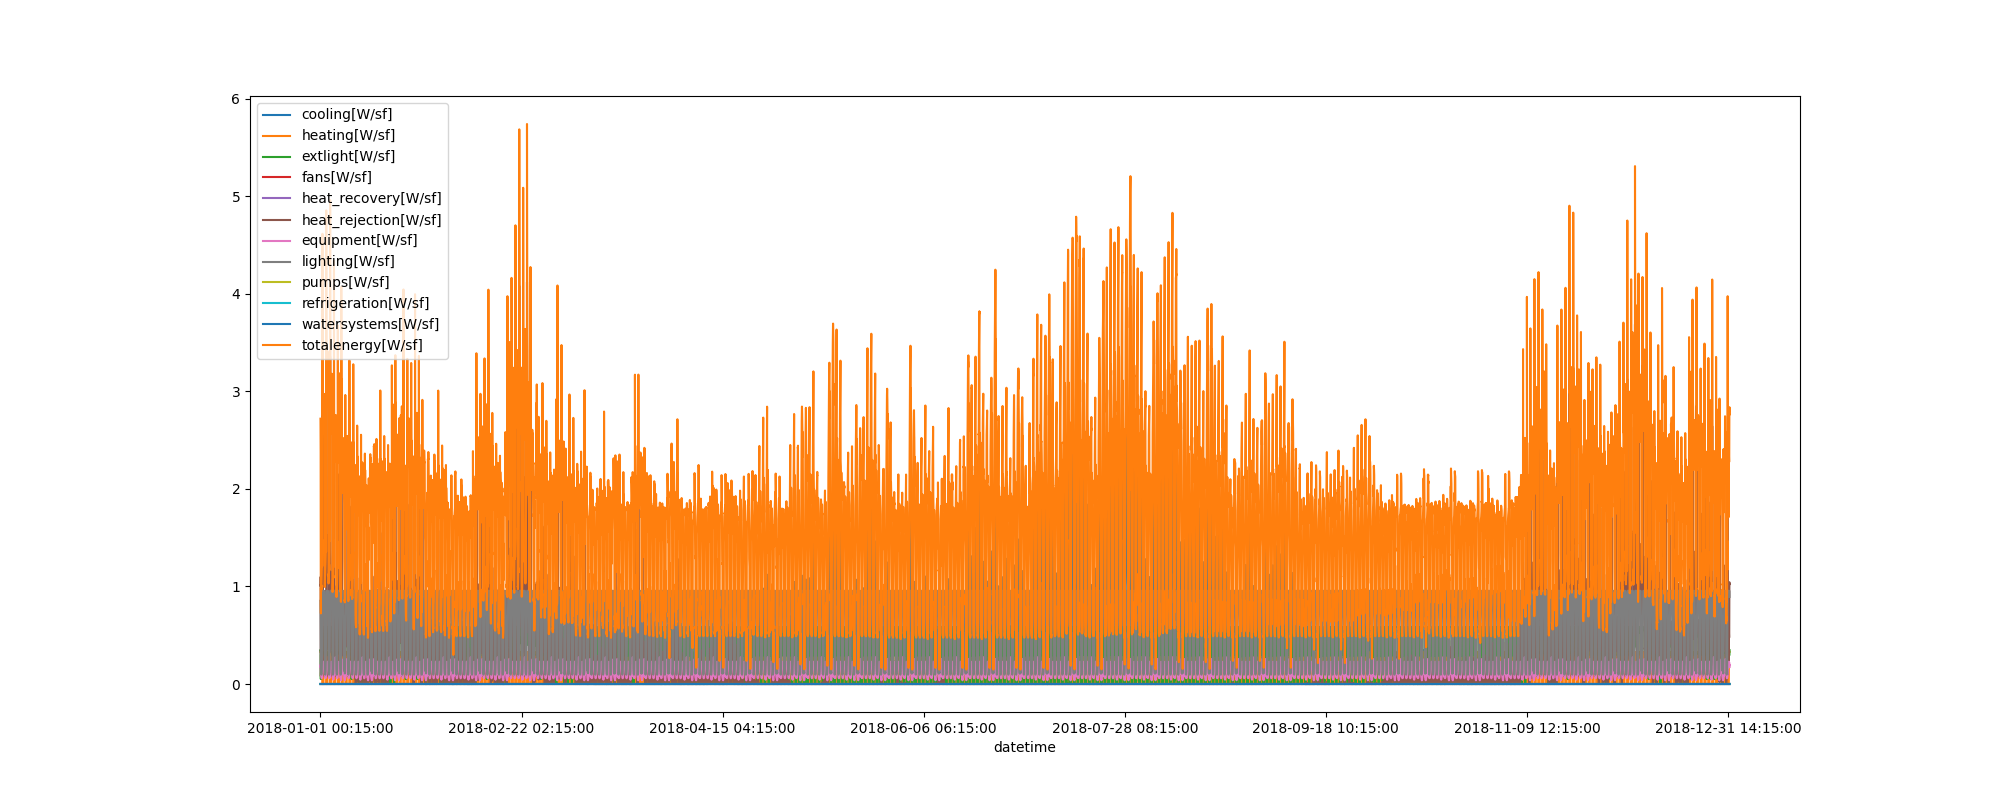 6
5
4
3
2
1
0
cooling[W/sf]
heating[W/sf]
extlight[W/sf]
fans[W/sf]
heat_recovery[W/sf]
heat_rejection[W/sf]
equipment[W/sf]
lighting[W/sf]
pumps[W/sf]
refrigeration[W/sf]
watersystems[W/sf]
totalenergy[W/sf]
2018-01-01 00:15:00 2018-02-22 02:15:00 2018-04-15 04:15:00 2018-06-06 06:15:00 2018-07-28 08:15:00 2018-09-18 10:15:00 2018-11-09 12:15:00 2018-12-31 14:15:00
datetime